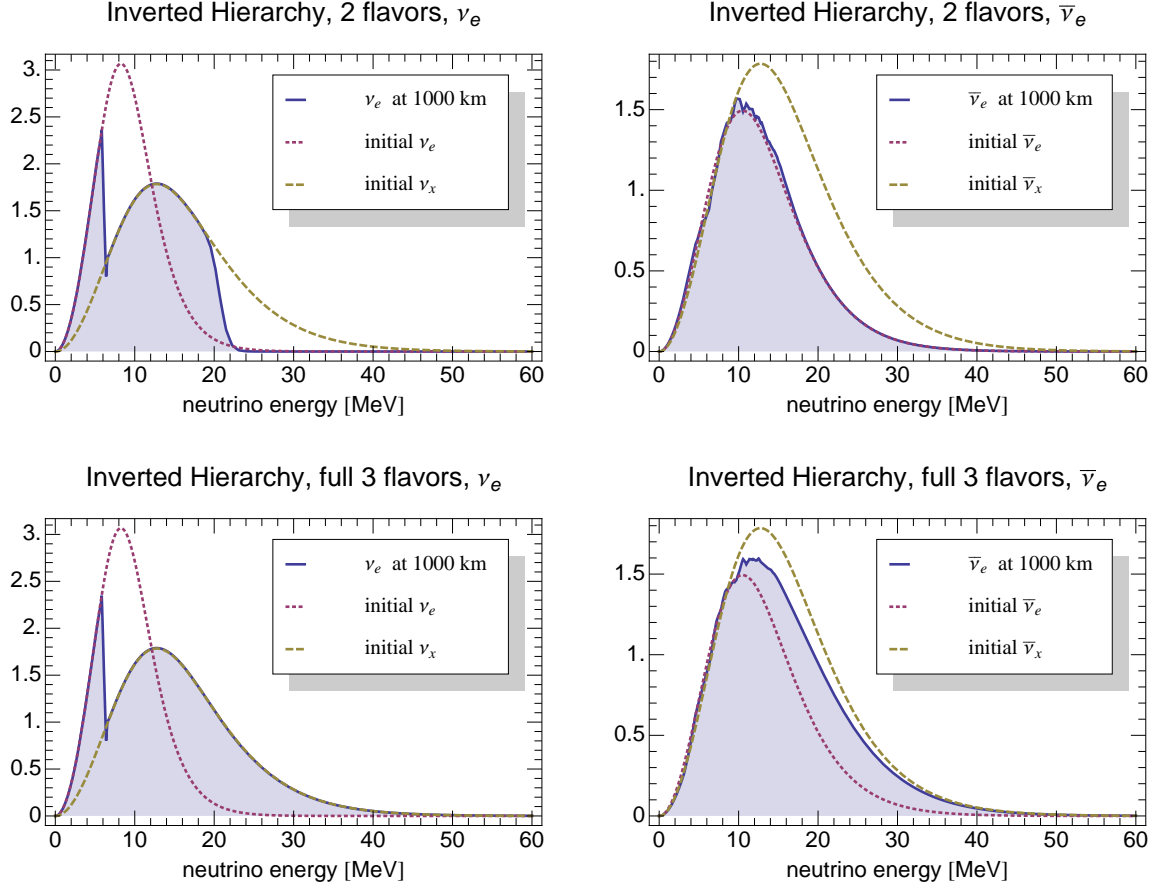 Inverted Hierarchy, 2 flavors, νe
3.
2.5
2.
1.5
1.
0.5
0
0 10 20 30 40 50 60
neutrino energy [MeV]
νe at 1000 km
initial νe
initial νx
Inverted Hierarchy, 2 flavors, ν̅e
1.5
1.
0.5
0
0 10 20 30 40 50 60
neutrino energy [MeV]
ν̅e at 1000 km
initial ν̅e
initial ν̅x
Inverted Hierarchy, full 3 flavors, νe
3.
2.5
2.
1.5
1.
0.5
0
0 10 20 30 40 50 60
neutrino energy [MeV]
νe at 1000 km
initial νe
initial νx
Inverted Hierarchy, full 3 flavors, ν̅e
1.5
1.
0.5
0
0 10 20 30 40 50 60
neutrino energy [MeV]
ν̅e at 1000 km
initial ν̅e
initial ν̅x